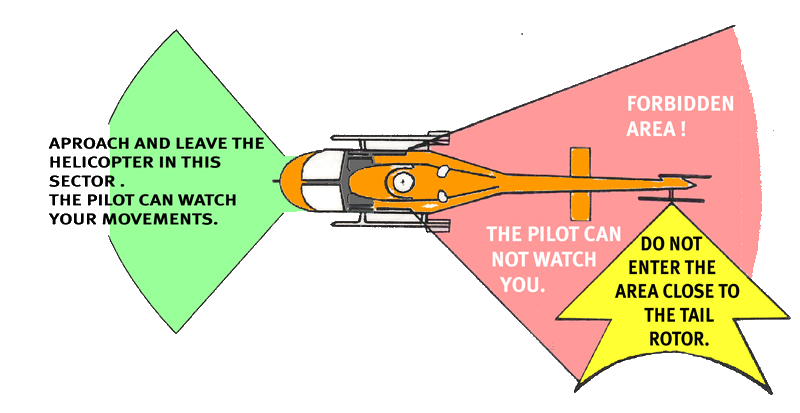 APROACH AND LEAVE THE
HELICOPTER IN THIS
SECTOR .
THE PILOT CAN WATCH
YOUR MOVEMENTS.
FORBIDDEN
AREA !
THE PILOT CAN
NOT WATCH
YOU.
DO NOT
ENTER THE
AREA CLOSE TO
THE TAIL
ROTOR.